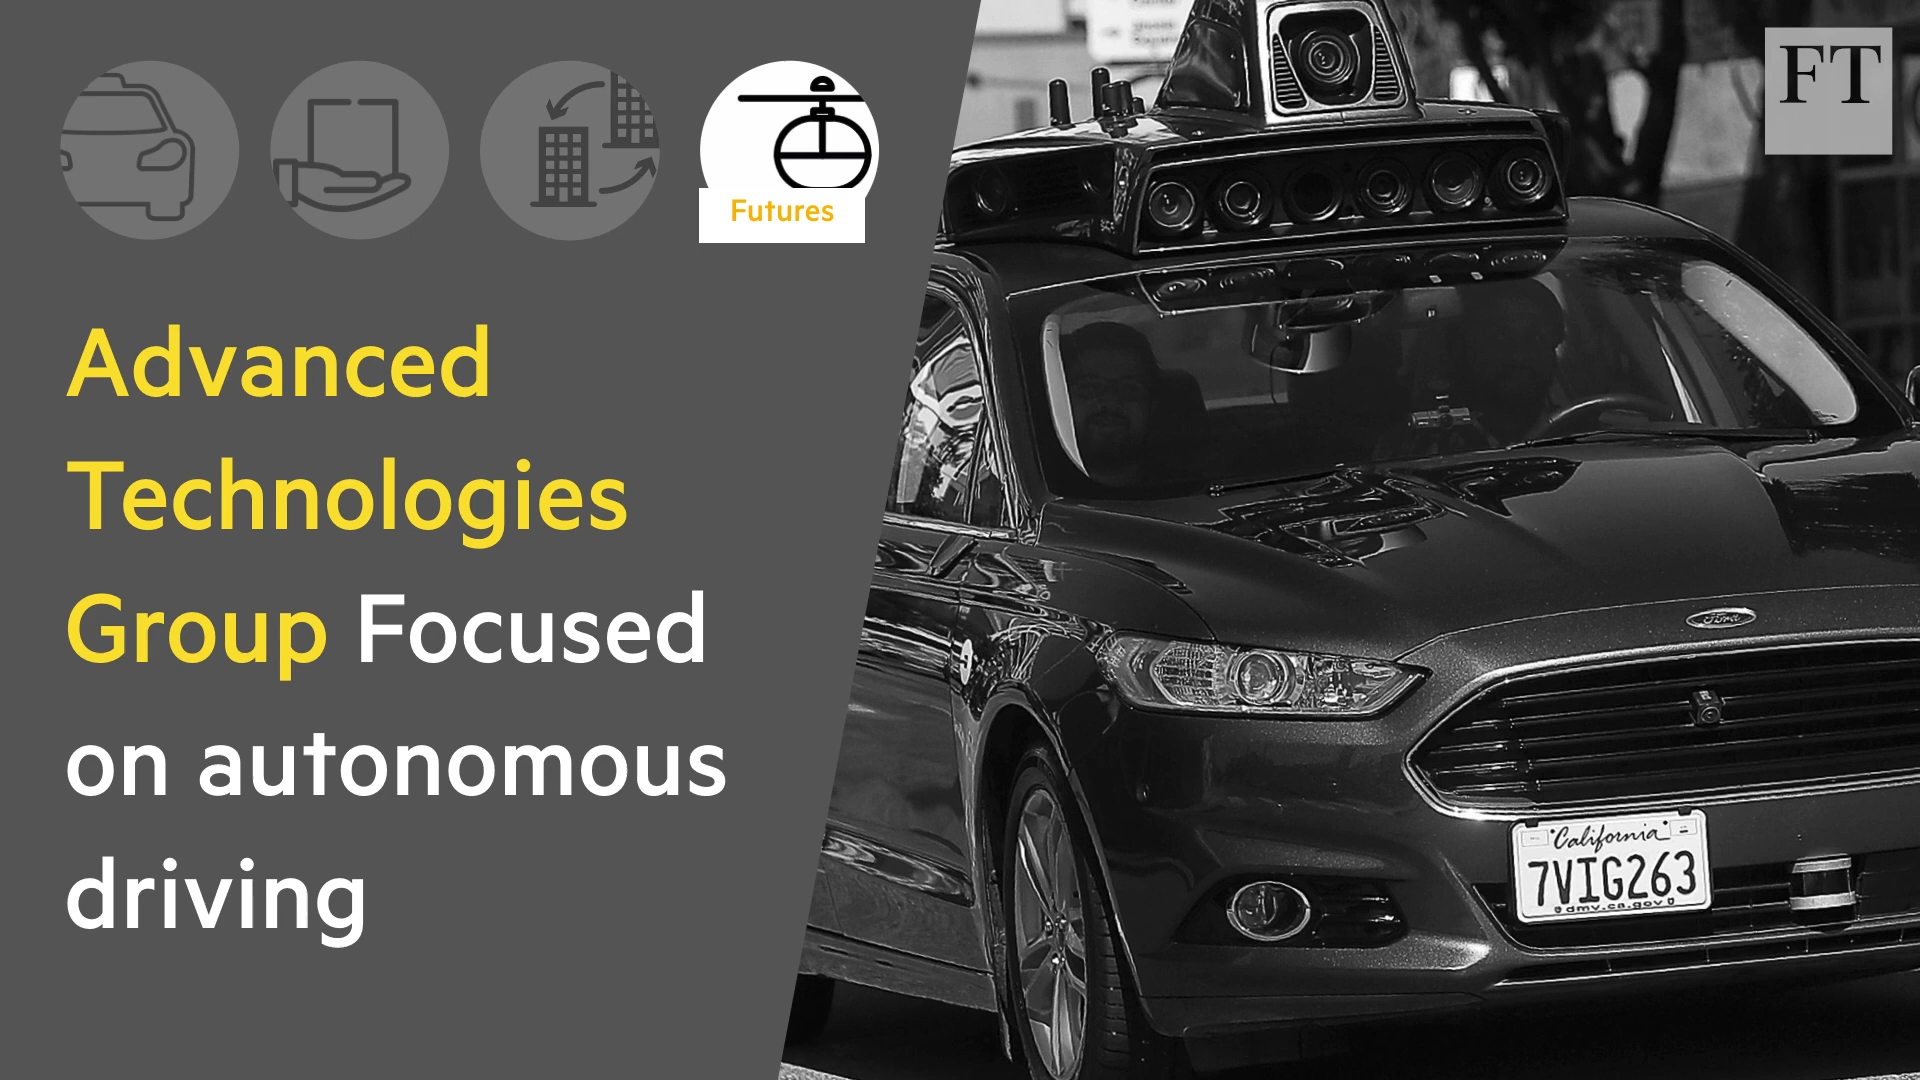 FT
Futures
Advanced
Technologies
Group Focused
on autonomous
driving
Ford
California
7VIG263
dmv.ca.gov